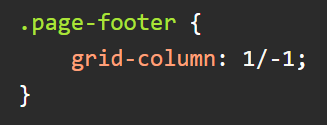 .page-footer {
    grid-column: 1/-1;
}